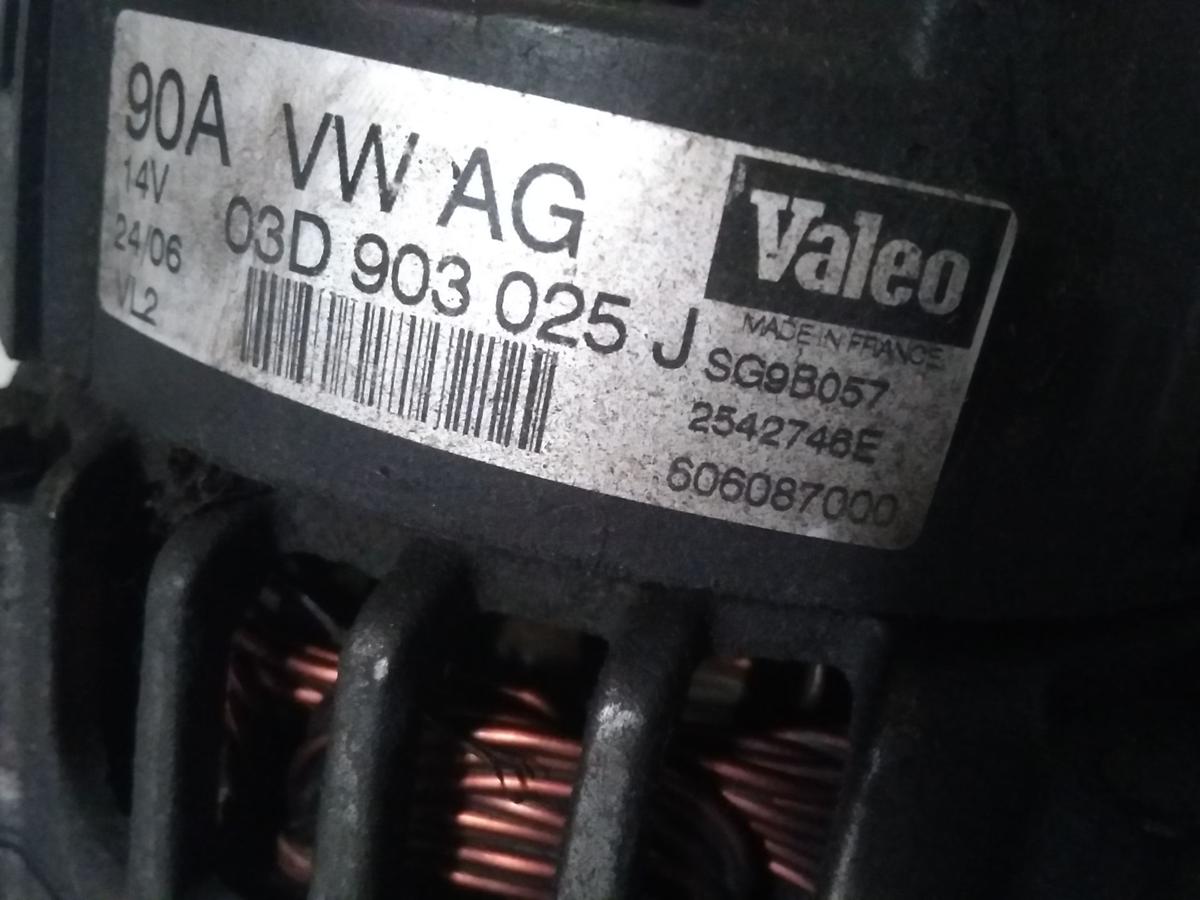 90A VW AG
14V
24/06
VL2
03D 903 025 J
Valeo
MADE IN FRANCE
SG9B057
2542746E
606087000